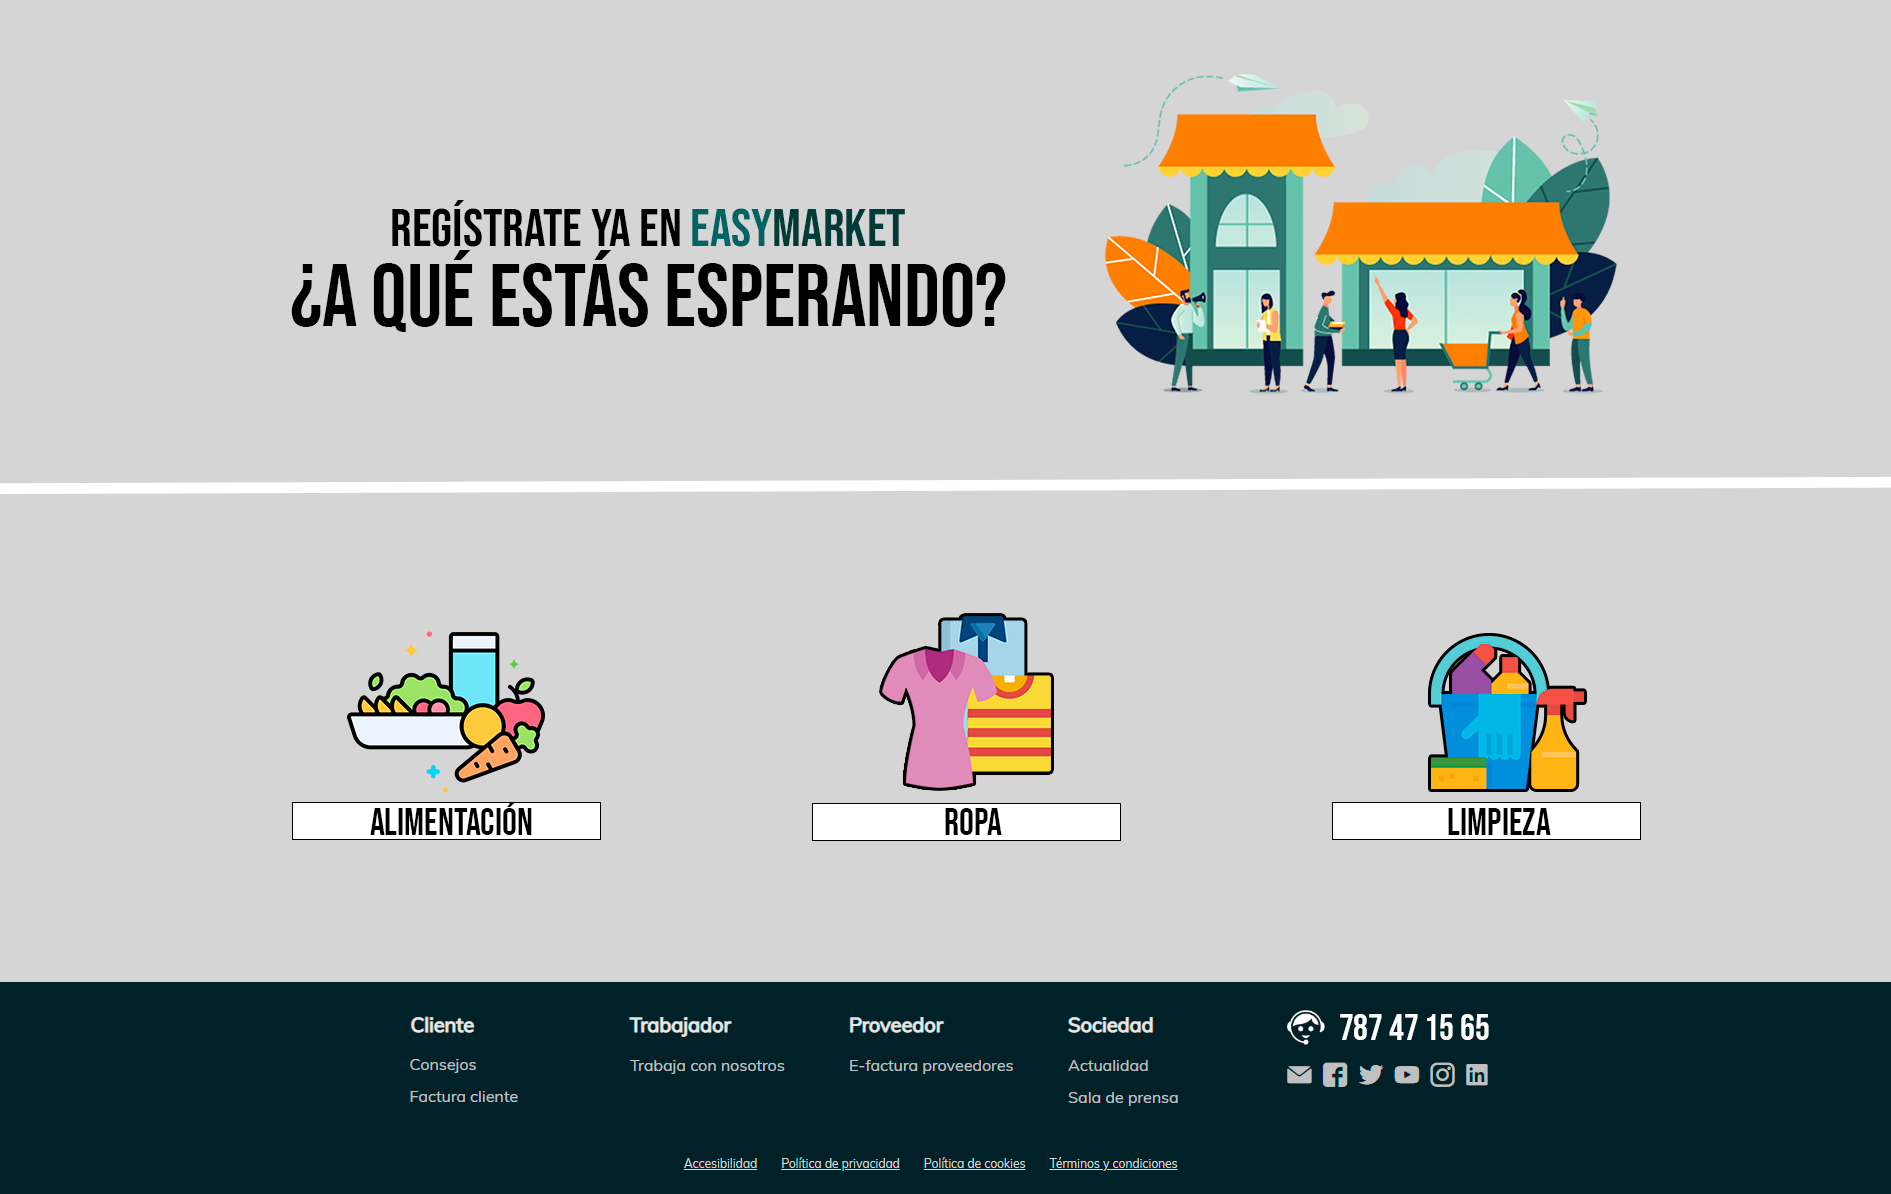 REGÍSTRATE YA EN EASYMARKET
¿A QUÉ ESTÁS ESPERANDO?
ALIMENTACIÓN
ROPA
LIMPIEZA
Cliente
Consejos
Factura cliente
Trabajador
Trabaja con nosotros
Proveedor
E-factura proveedores
Sociedad
Actualidad
Sala de prensa
787 47 15 65
Accesibilidad Política de privacidad Política de cookies Términos y condiciones